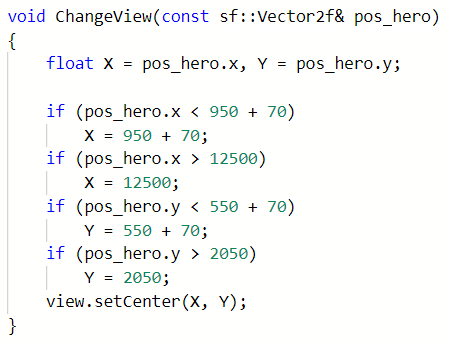 void ChangeView(const sf::Vector2f& pos_hero)
{
    float X = pos_hero.x, Y = pos_hero.y;

    if (pos_hero.x < 950 + 70)
        X = 950 + 70;
    if (pos_hero.x > 12500)
        X = 12500;
    if (pos_hero.y < 550 + 70)
        Y = 550 + 70;
    if (pos_hero.y > 2050)
        Y = 2050;
    view.setCenter(X, Y);
}